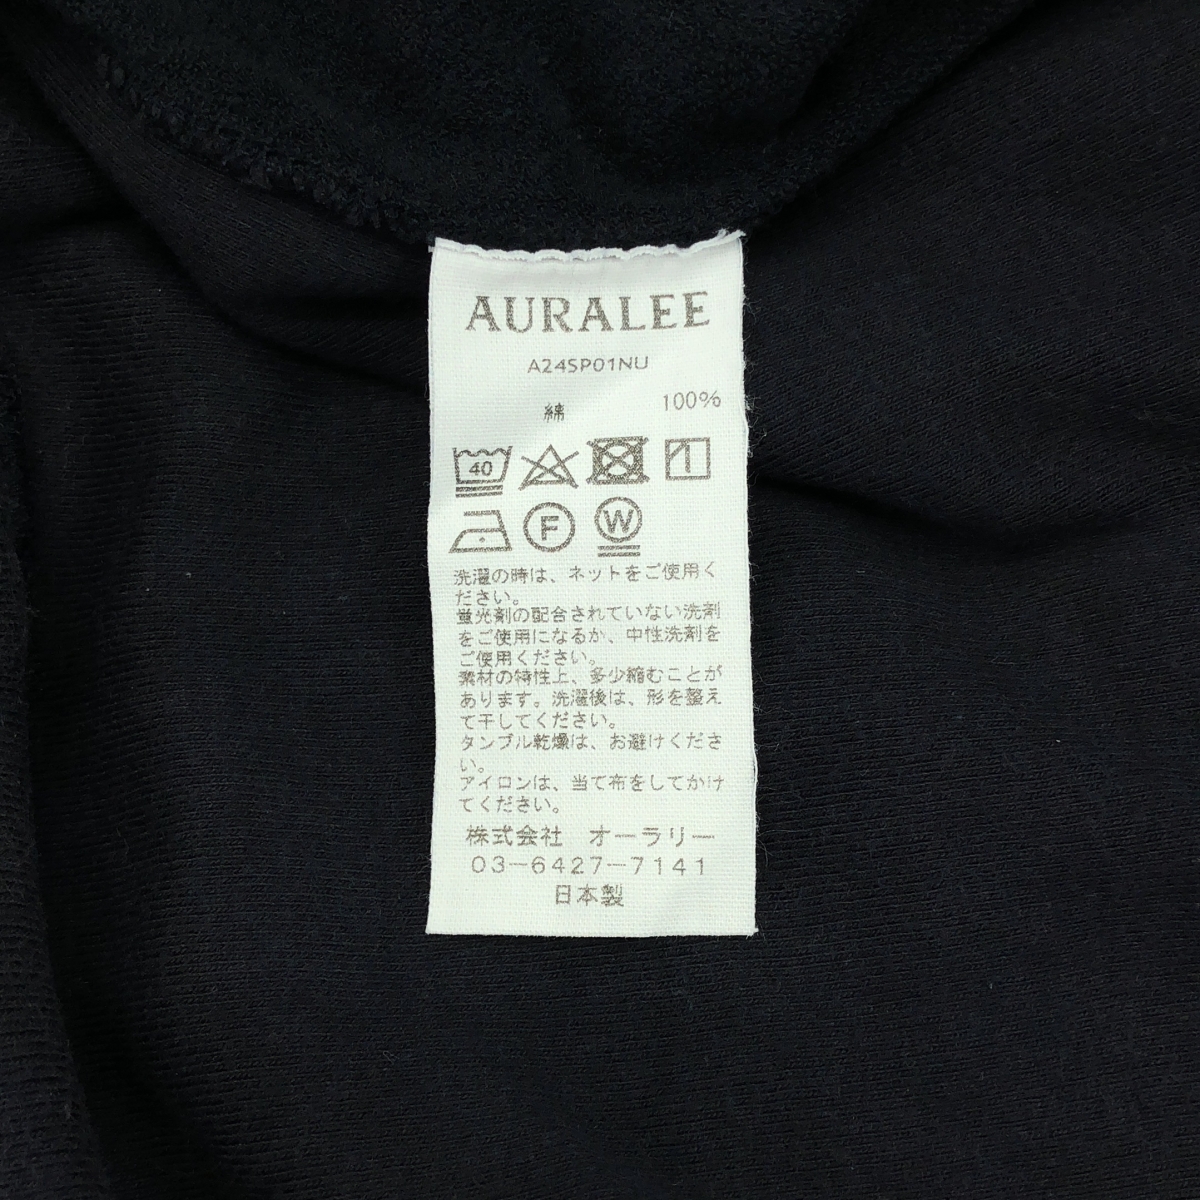 AURALEE
A24SP01NU
綿 100%
40
F W
洗濯の時は、ネットをご使用く
ださい。
蛍光剤の配合されていない洗剤
をご使用になるか、中性洗剤を
ご使用ください。
素材の特性上、多少縮むことが
あります。洗濯後は、形を整え
て干してください。
タンブル乾燥は、お避けくださ
い。
アイロンは、当て布をしてかけ
てください。
株式会社 オーラリー
03-6427-7141
日本製